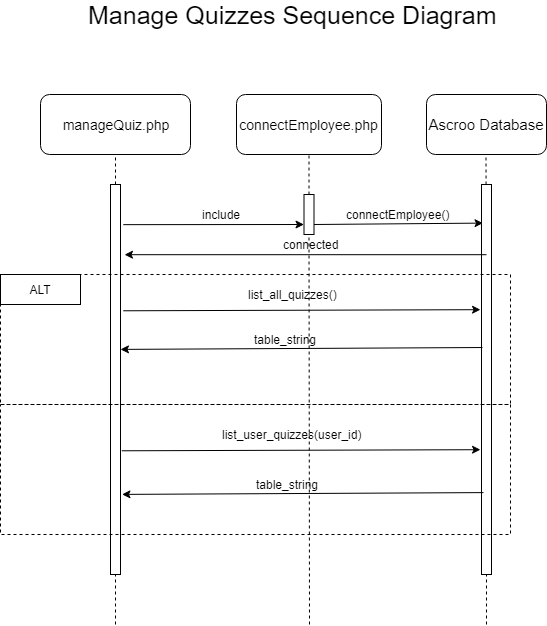 Manage Quizzes Sequence Diagram
manageQuiz.php
connectEmployee.php
Ascroo Database
include
connectEmployee()
connected
ALT
list_all_quizzes()
table_string
list_user_quizzes(user_id)
table_string